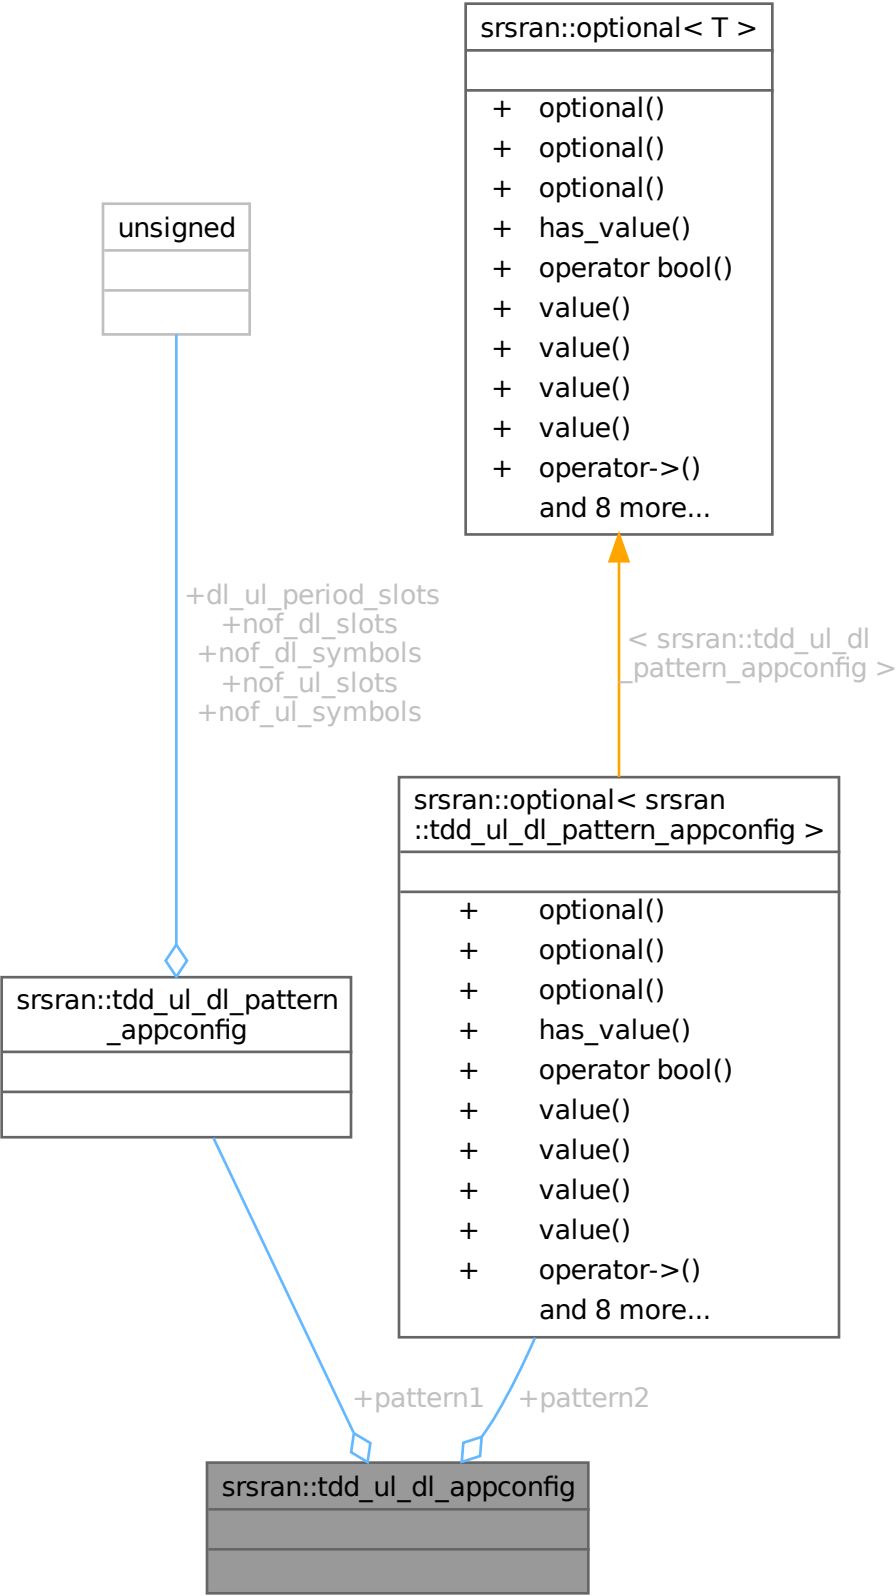 srsran::optional< T >
+ optional()
+ optional()
+ optional()
+ has_value()
+ operator bool()
+ value()
+ value()
+ value()
+ value()
+ operator->()
and 8 more...
unsigned
+dl_ul_period_slots
+nof_dl_slots
+nof_dl_symbols
+nof_ul_slots
+nof_ul_symbols
< srsran::tdd_ul_dl
_pattern_appconfig >
srsran::optional< srsran
::tdd_ul_dl_pattern_appconfig >
+ optional()
+ optional()
+ optional()
+ has_value()
+ operator bool()
+ value()
+ value()
+ value()
+ value()
+ operator->()
and 8 more...
srsran::tdd_ul_dl_pattern
_appconfig
+pattern1
+pattern2
srsran::tdd_ul_dl_appconfig